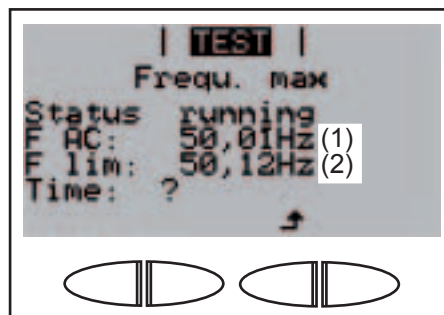 | TEST |
Frequ. max
Status running
F AC: 50,01Hz (1)
F lim: 50,12Hz (2)
Time: ?